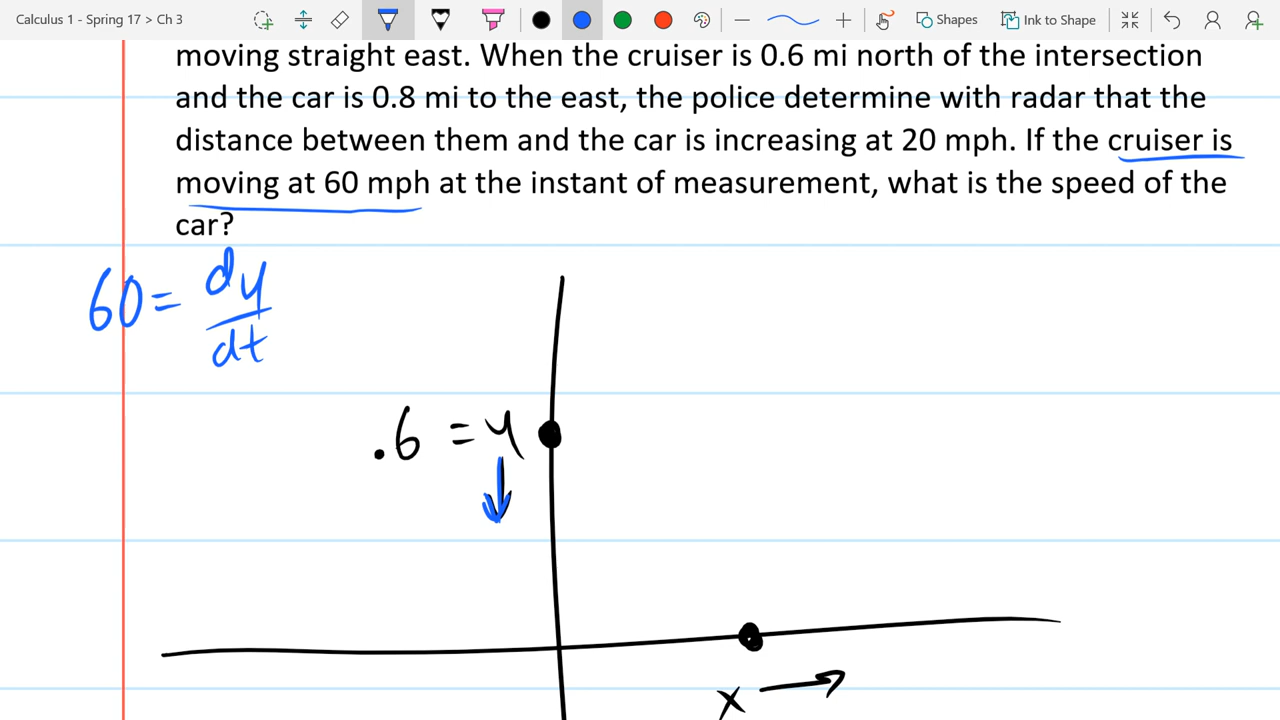 Calculus 1 - Spring 17 > Ch 3
Shapes
Ink to Shape
moving straight east. When the cruiser is 0.6 mi north of the intersection
and the car is 0.8 mi to the east, the police determine with radar that the
distance between them and the car is increasing at 20 mph. If the cruiser is
moving at 60 mph at the instant of measurement, what is the speed of the
car?
60 = dy/dt
.6 = y
x